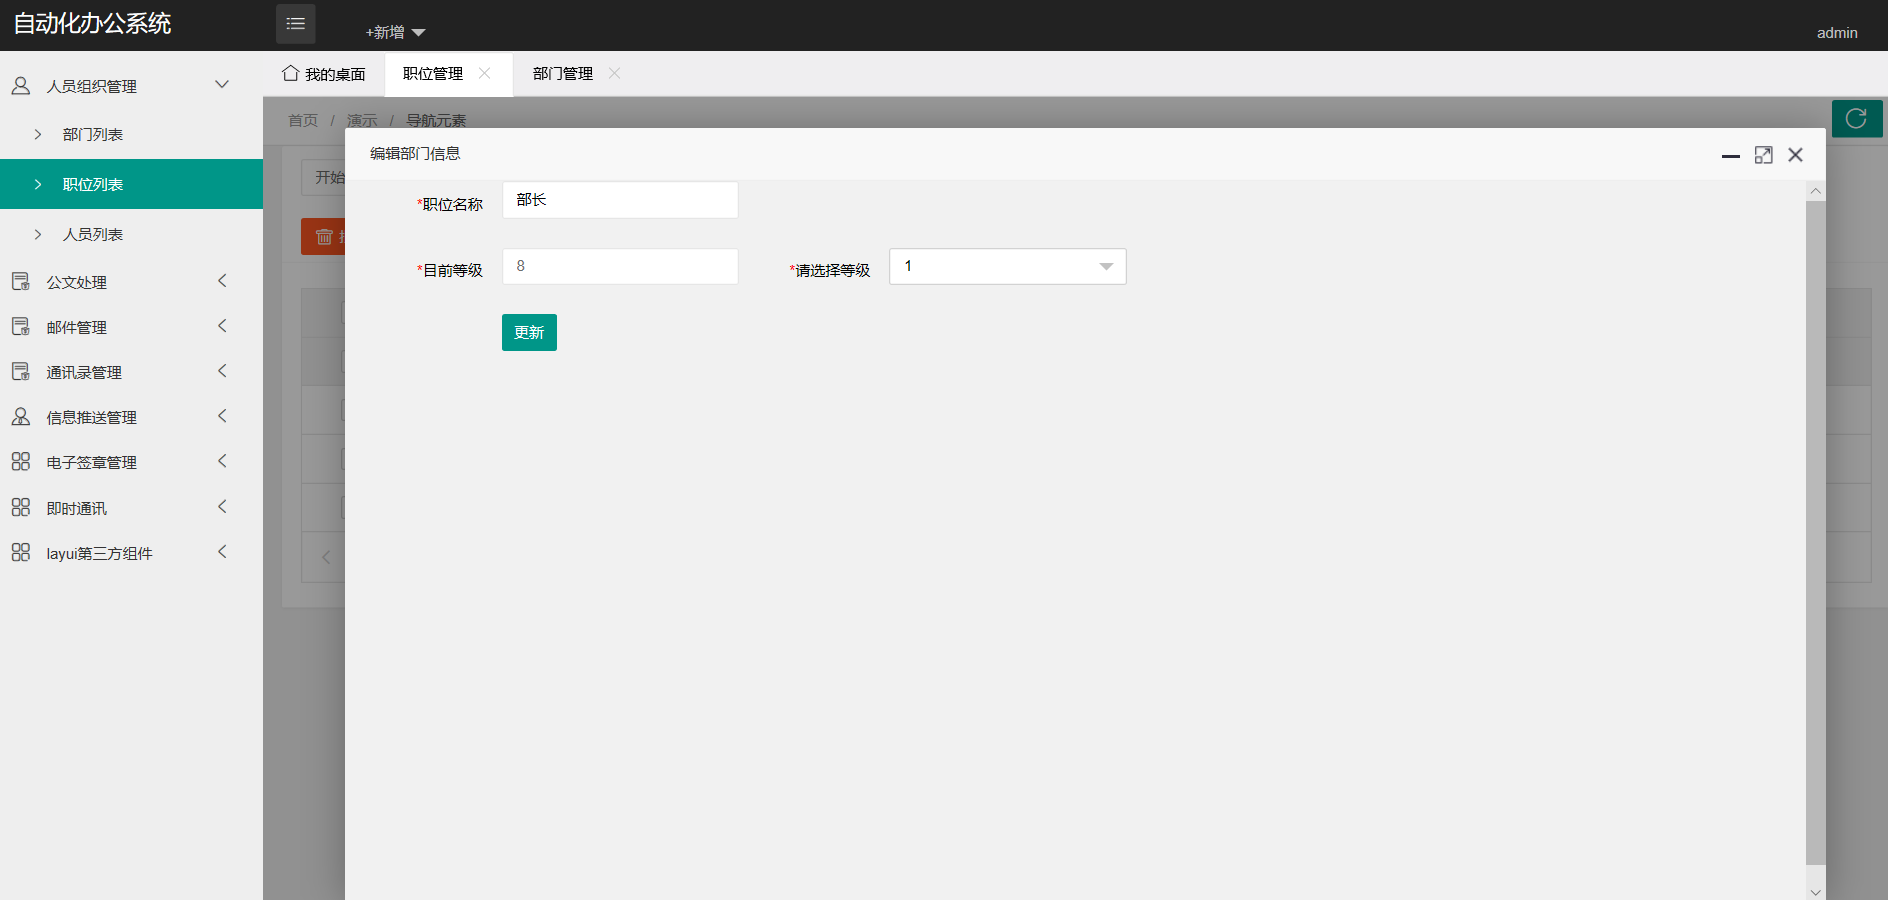 自动化办公系统
+新增
admin
人员组织管理
部门列表
职位列表
人员列表
公文处理
邮件管理
通讯录管理
信息推送管理
电子签章管理
即时通讯
layui第三方组件
我的桌面
职位管理
部门管理
首页 / 演示 / 导航元素
开始
编辑部门信息
*职位名称 部长
*目前等级 8 *请选择等级 1
更新